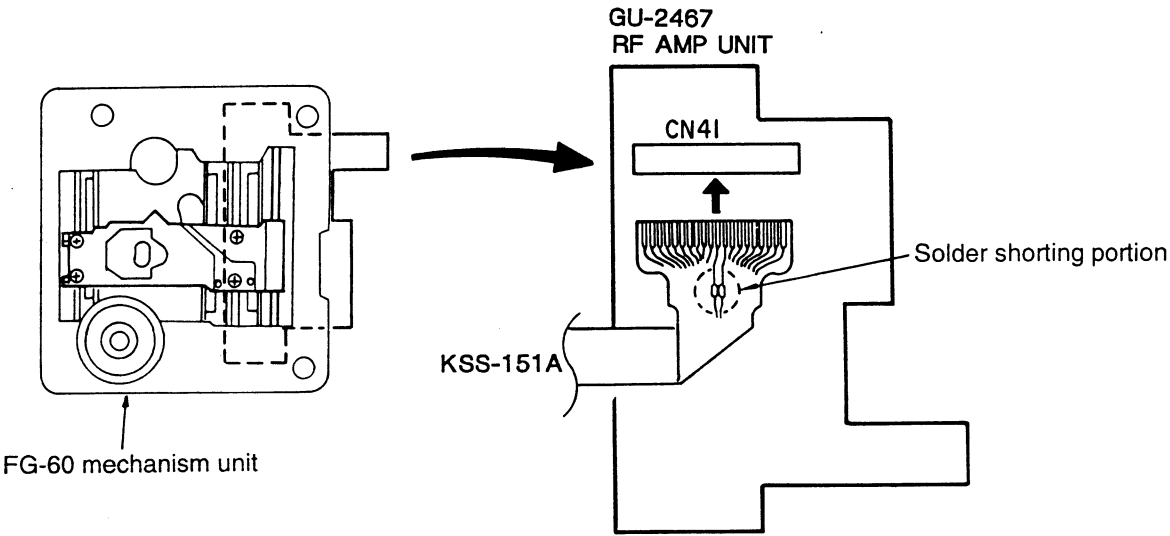 GU-2467
RF AMP UNIT
CN41
Solder shorting portion
KSS-151A
FG-60 mechanism unit